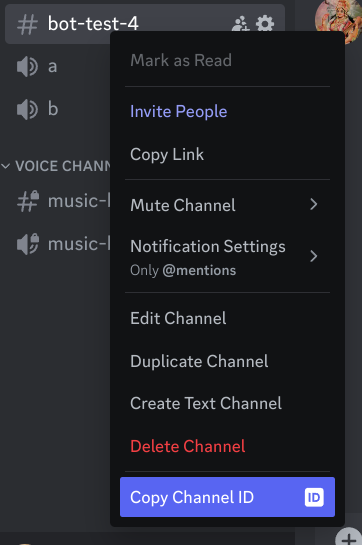 bot-test-4
Mark as Read
a
Invite People
b
Copy Link
VOICE CHANN
Mute Channel
music-
Notification Settings
music-
Only @mentions
Edit Channel
Duplicate Channel
Create Text Channel
Delete Channel
Copy Channel ID ID